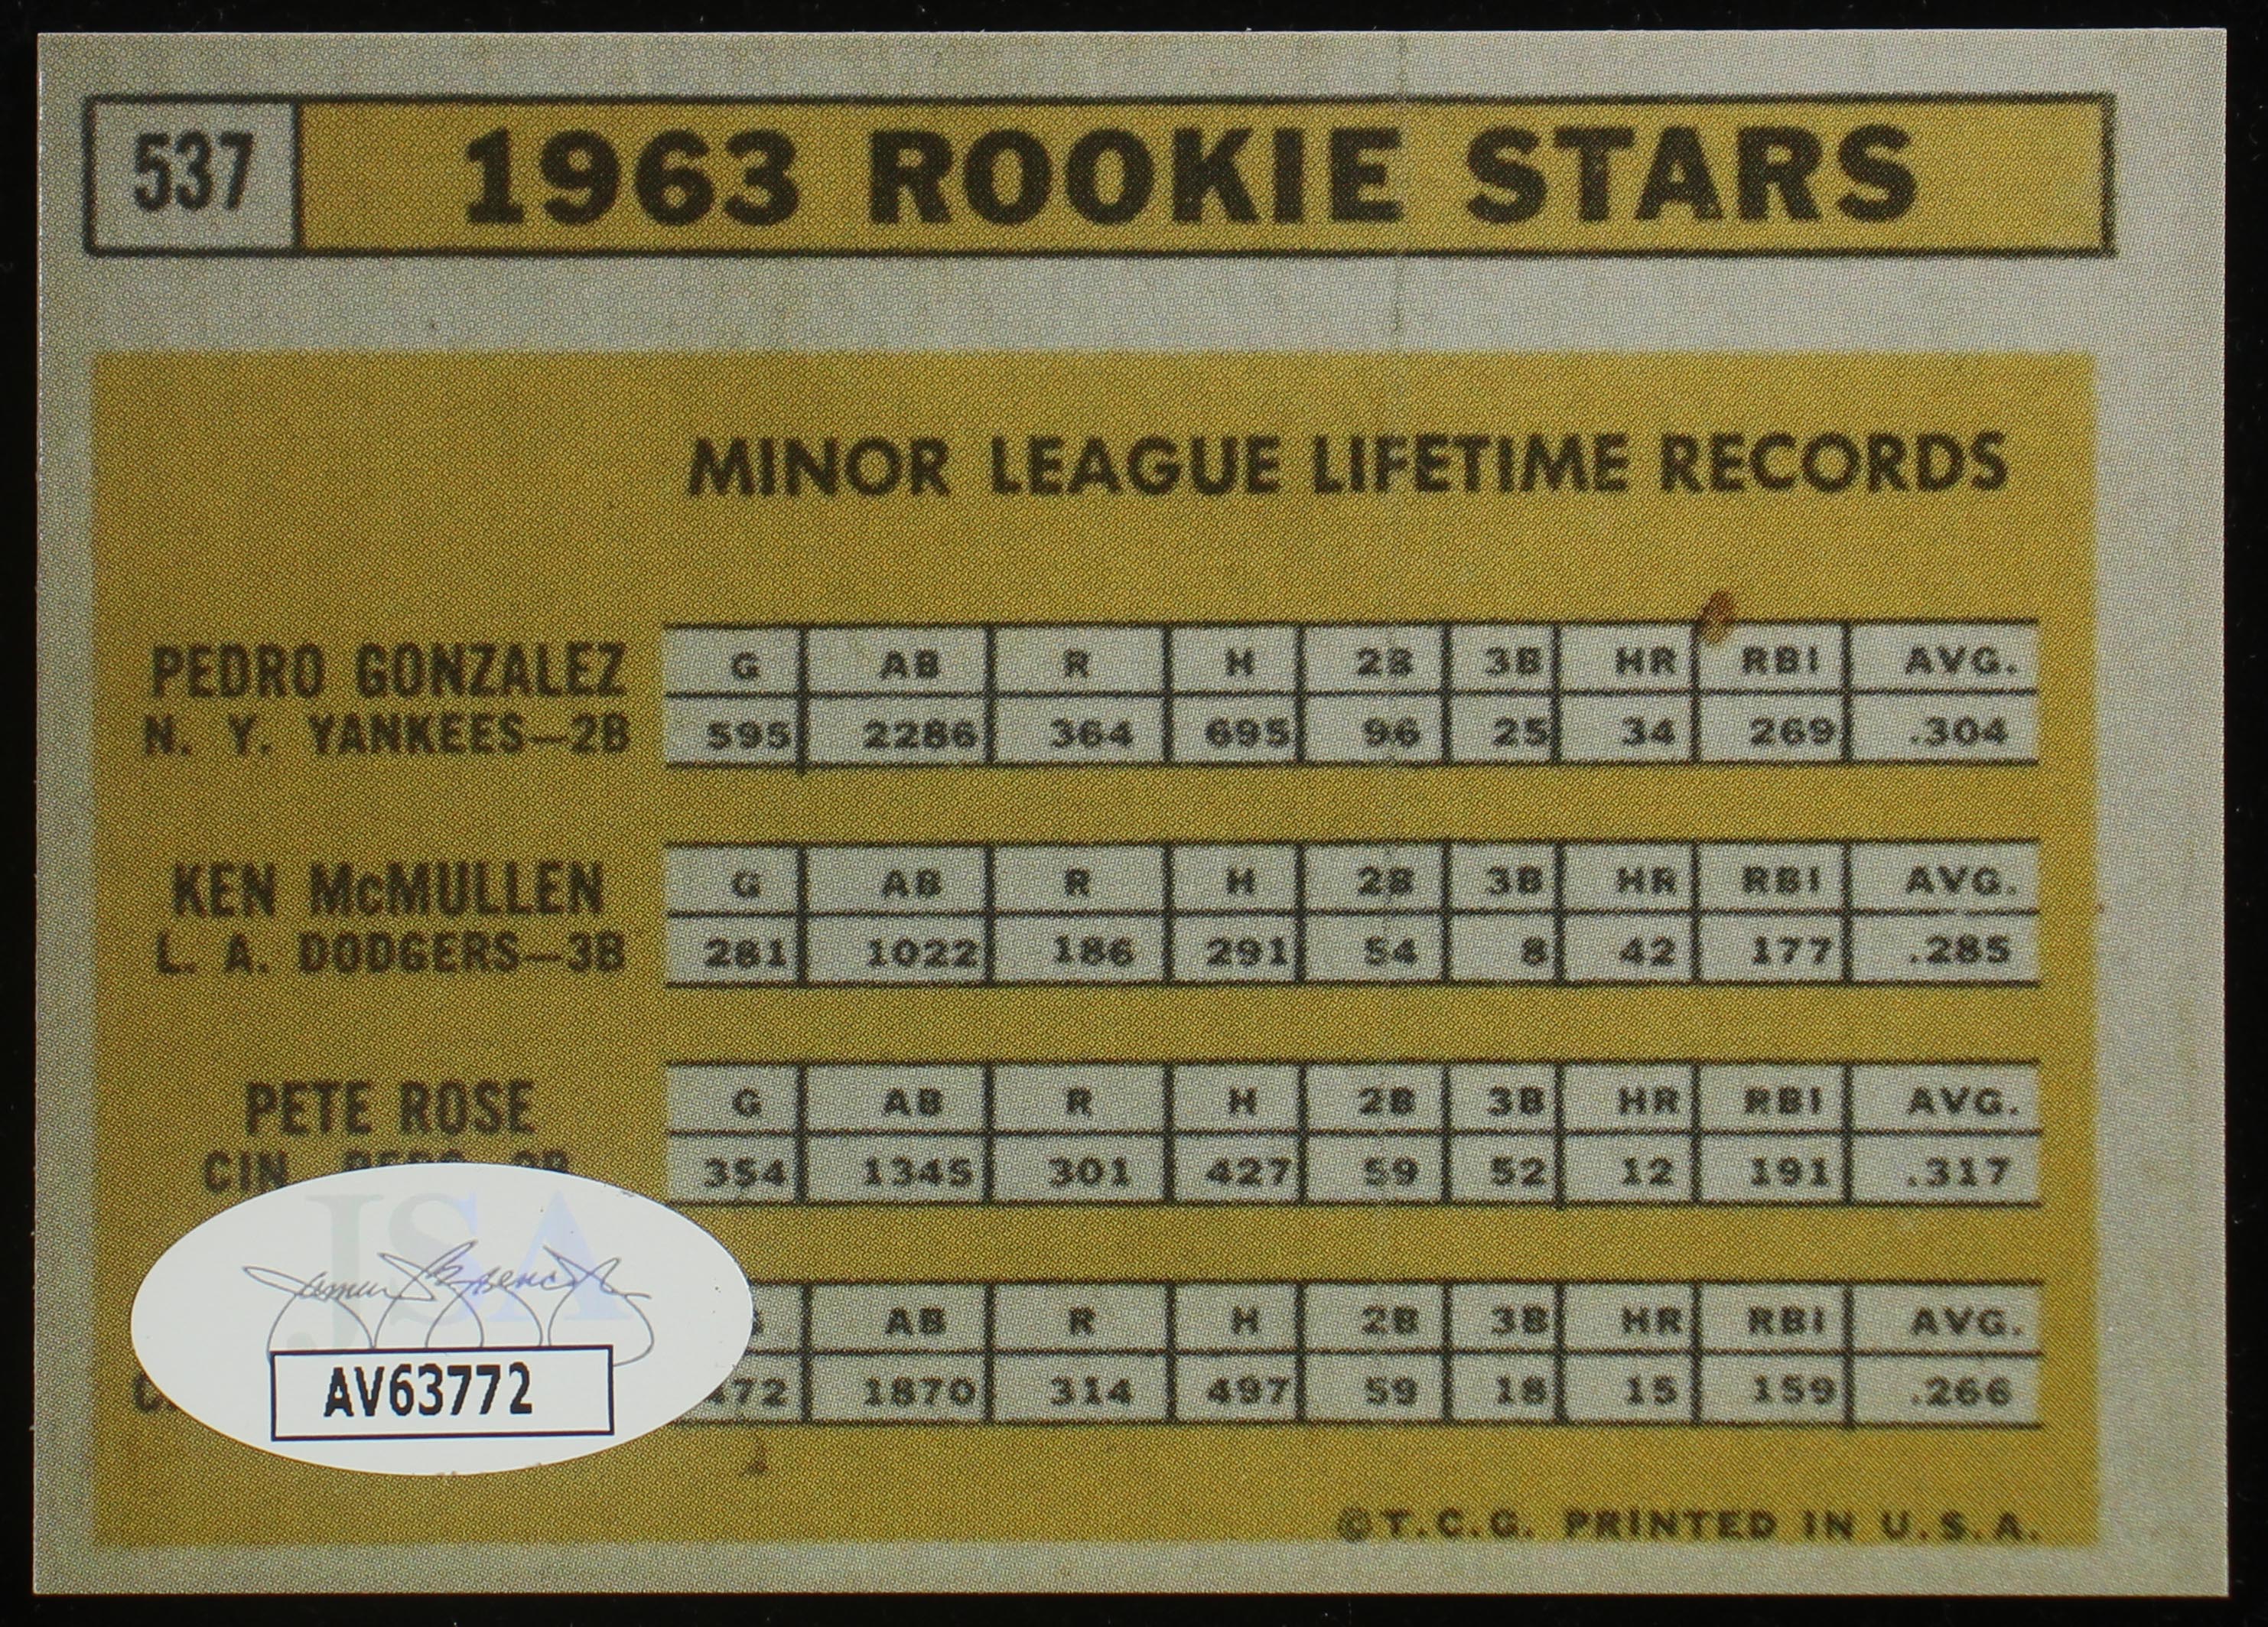 537 1963 ROOKIE STARS
MINOR LEAGUE LIFETIME RECORDS
PEDRO GONZALEZ
N. Y. YANKEES—2B
G AB R H 2B 3B HR RBI AVG.
595 2286 364 695 96 25 34 269 .304
KEN McMULLEN
L. A. DODGERS—3B
G AB R H 2B 3B HR RBI AVG.
281 1022 186 291 54 8 42 177 .285
PETE ROSE
CIN.
G AB R H 2B 3B HR RBI AVG.
354 1345 301 427 59 52 12 191 .317
AB R H 2B 3B HR RBI AVG.
472 1870 314 497 59 18 15 159 .266
JSA
AV63772
©T.C.G. PRINTED IN U.S.A.